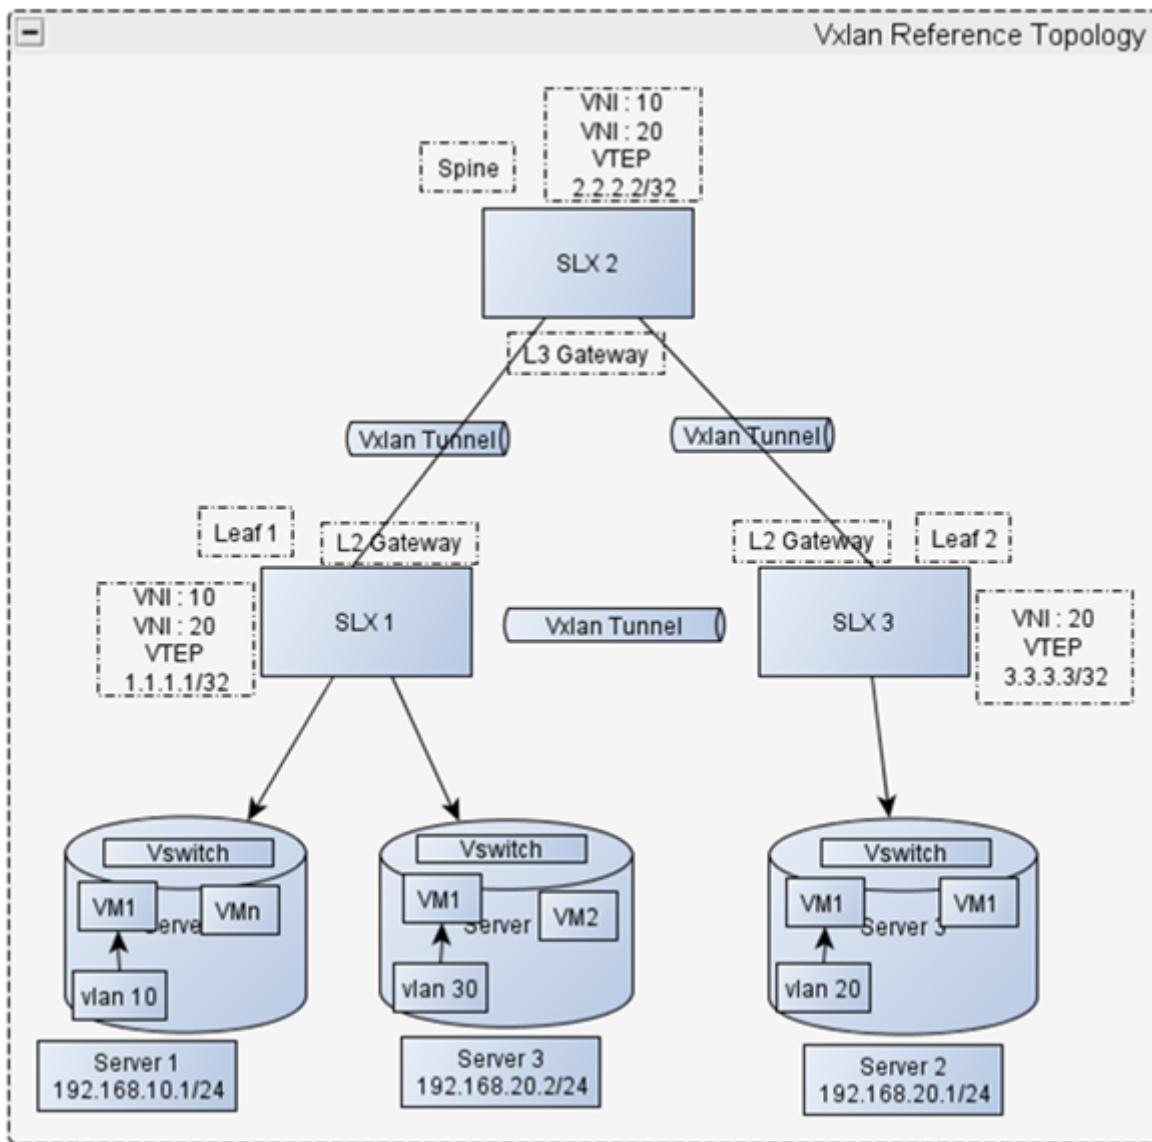 Vxlan Reference Topology
VNI : 10
VNI : 20
VTEP
2.2.2.2/32
Spine
SLX 2
L3 Gateway
Vxlan Tunnel
Vxlan Tunnel
Leaf 1
L2 Gateway
L2 Gateway
Leaf 2
VNI : 10
VNI : 20
VTEP
1.1.1.1/32
SLX 1
Vxlan Tunnel
SLX 3
VNI : 20
VTEP
3.3.3.3/32
Vswitch
VM1
VMn
Server
vlan 10
Server 1
192.168.10.1/24
Vswitch
VM1
Server
VM2
vlan 30
Server 3
192.168.20.2/24
Vswitch
VM1
VM1
Server 3
vlan 20
Server 2
192.168.20.1/24